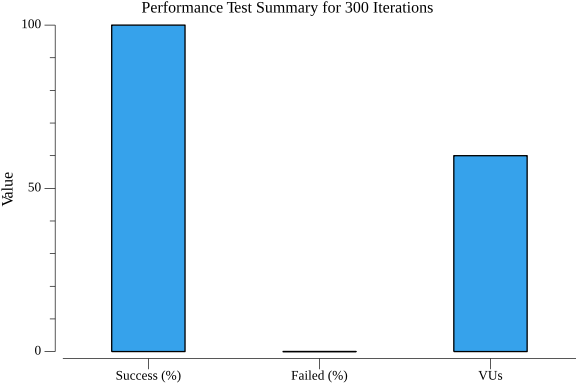 Performance Test Summary for 300 Iterations
100
50
0
Value
Success (%)
Failed (%)
VUs